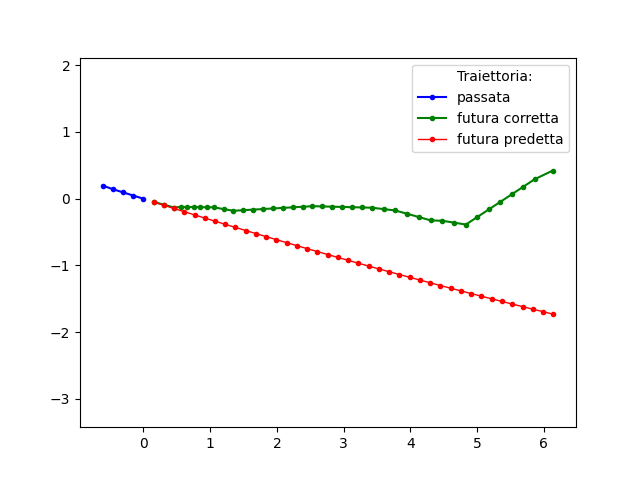 2
1
0
−1
−2
−3
0 1 2 3 4 5 6
Traiettoria:
passata
futura corretta
futura predetta